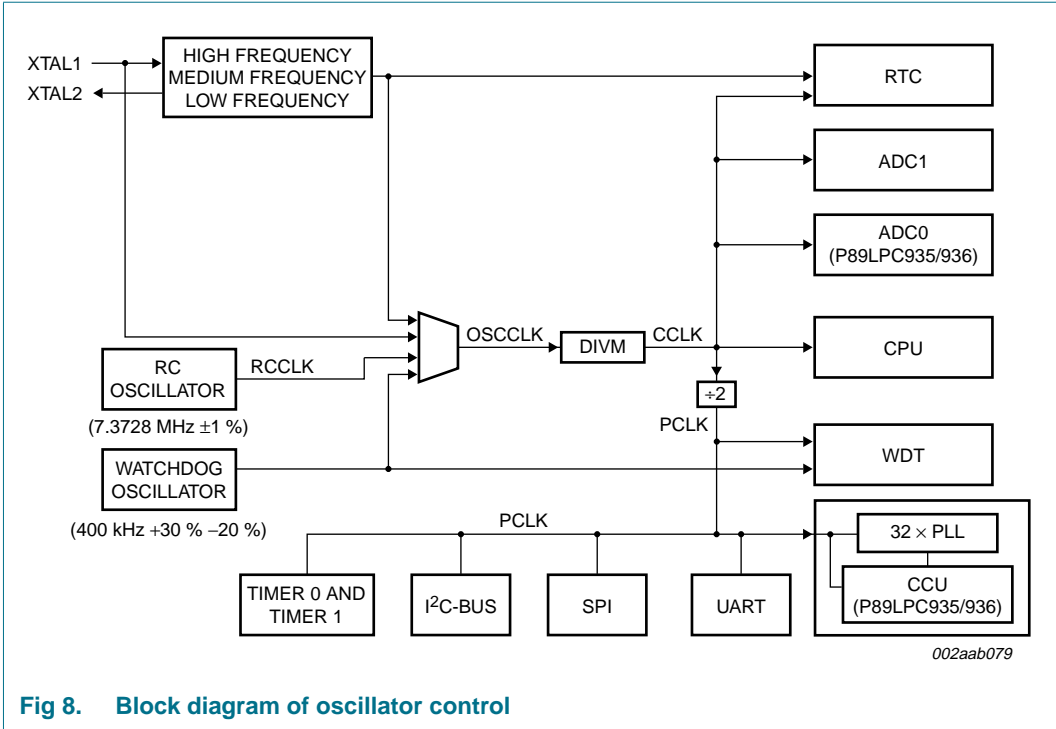 XTAL1
XTAL2
HIGH FREQUENCY
MEDIUM FREQUENCY
LOW FREQUENCY
RTC
ADC1
ADC0
(P89LPC935/936)
OSCCLK
DIVM
CCLK
CPU
RC
OSCILLATOR
RCCLK
(7.3728 MHz ±1 %)
÷2
PCLK
WDT
WATCHDOG
OSCILLATOR
(400 kHz +30 % −20 %)
PCLK
32 × PLL
CCU
(P89LPC935/936)
TIMER 0 AND
TIMER 1
I²C-BUS
SPI
UART
002aab079
Fig 8. Block diagram of oscillator control